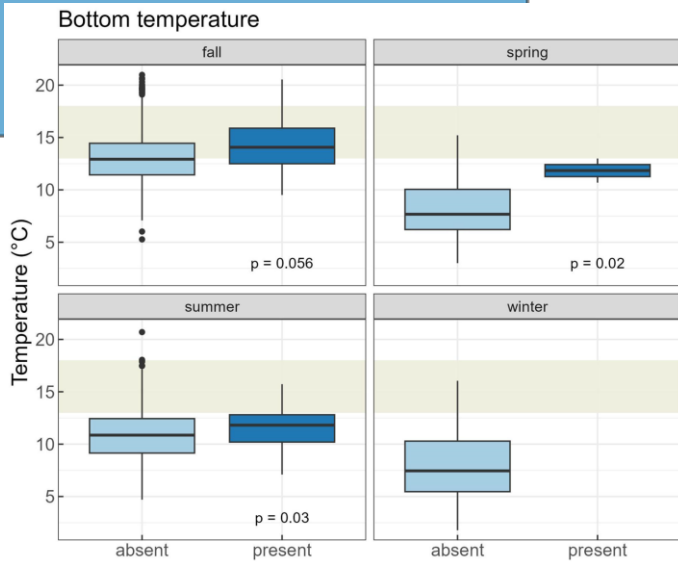 Bottom temperature
fall
spring
20
15
10
5
p = 0.056
p = 0.02
Temperature (°C)
summer
winter
20
15
10
5
p = 0.03
absent
present
absent
present